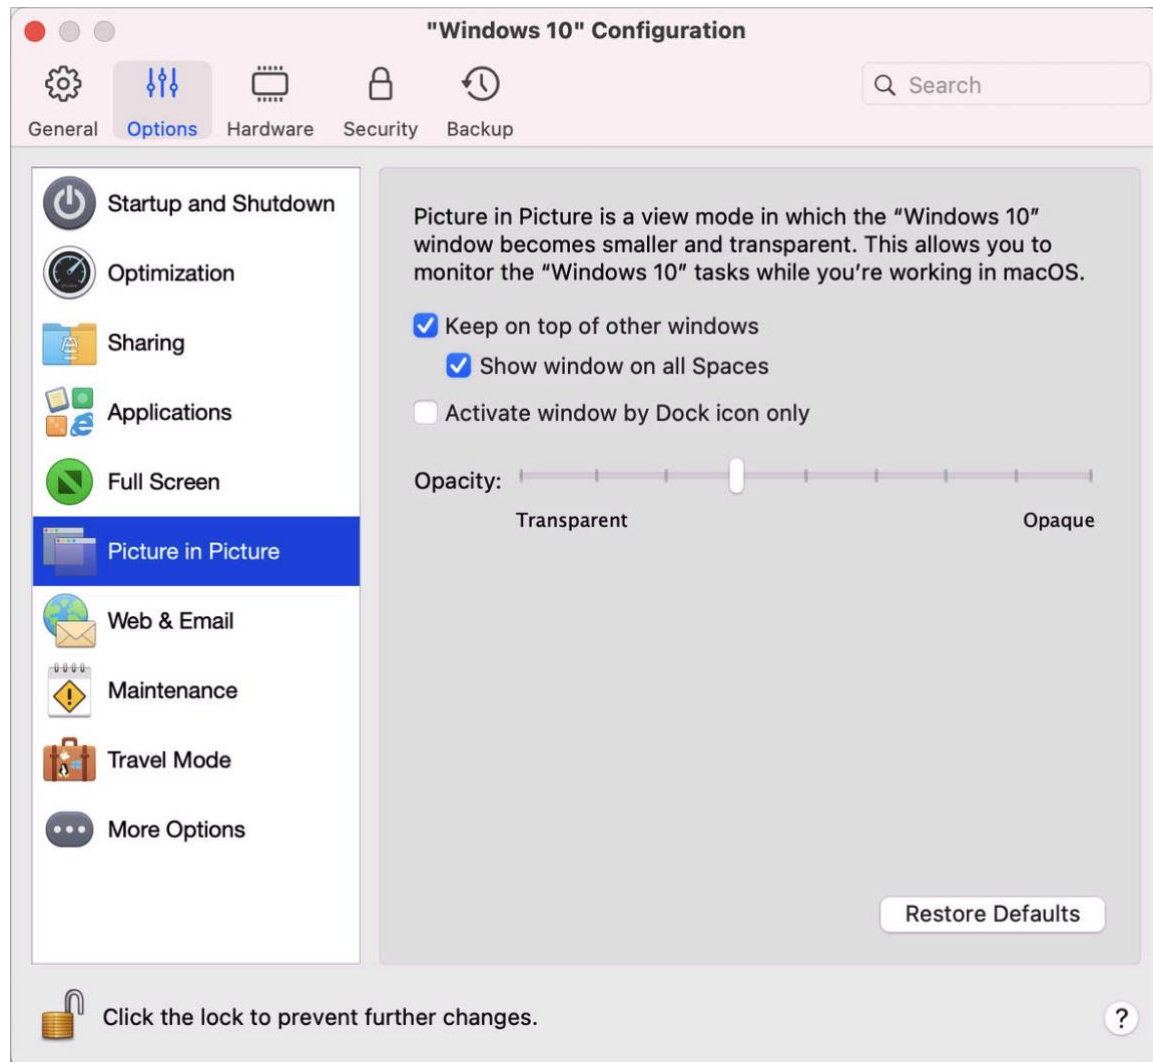 "Windows 10" Configuration
General
Options
Hardware
Security
Backup
Search
Startup and Shutdown
Optimization
Sharing
Applications
Full Screen
Picture in Picture
Web & Email
Maintenance
Travel Mode
More Options
Picture in Picture is a view mode in which the “Windows 10”
window becomes smaller and transparent. This allows you to
monitor the “Windows 10” tasks while you’re working in macOS.
Keep on top of other windows
Show window on all Spaces
Activate window by Dock icon only
Opacity:
Transparent
Opaque
Restore Defaults
Click the lock to prevent further changes.
?